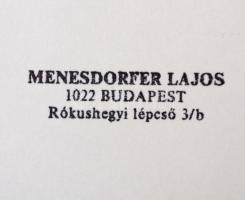 MENESDORFER LAJOS
1022 BUDAPEST
Rókushegyi lépcső 3/b